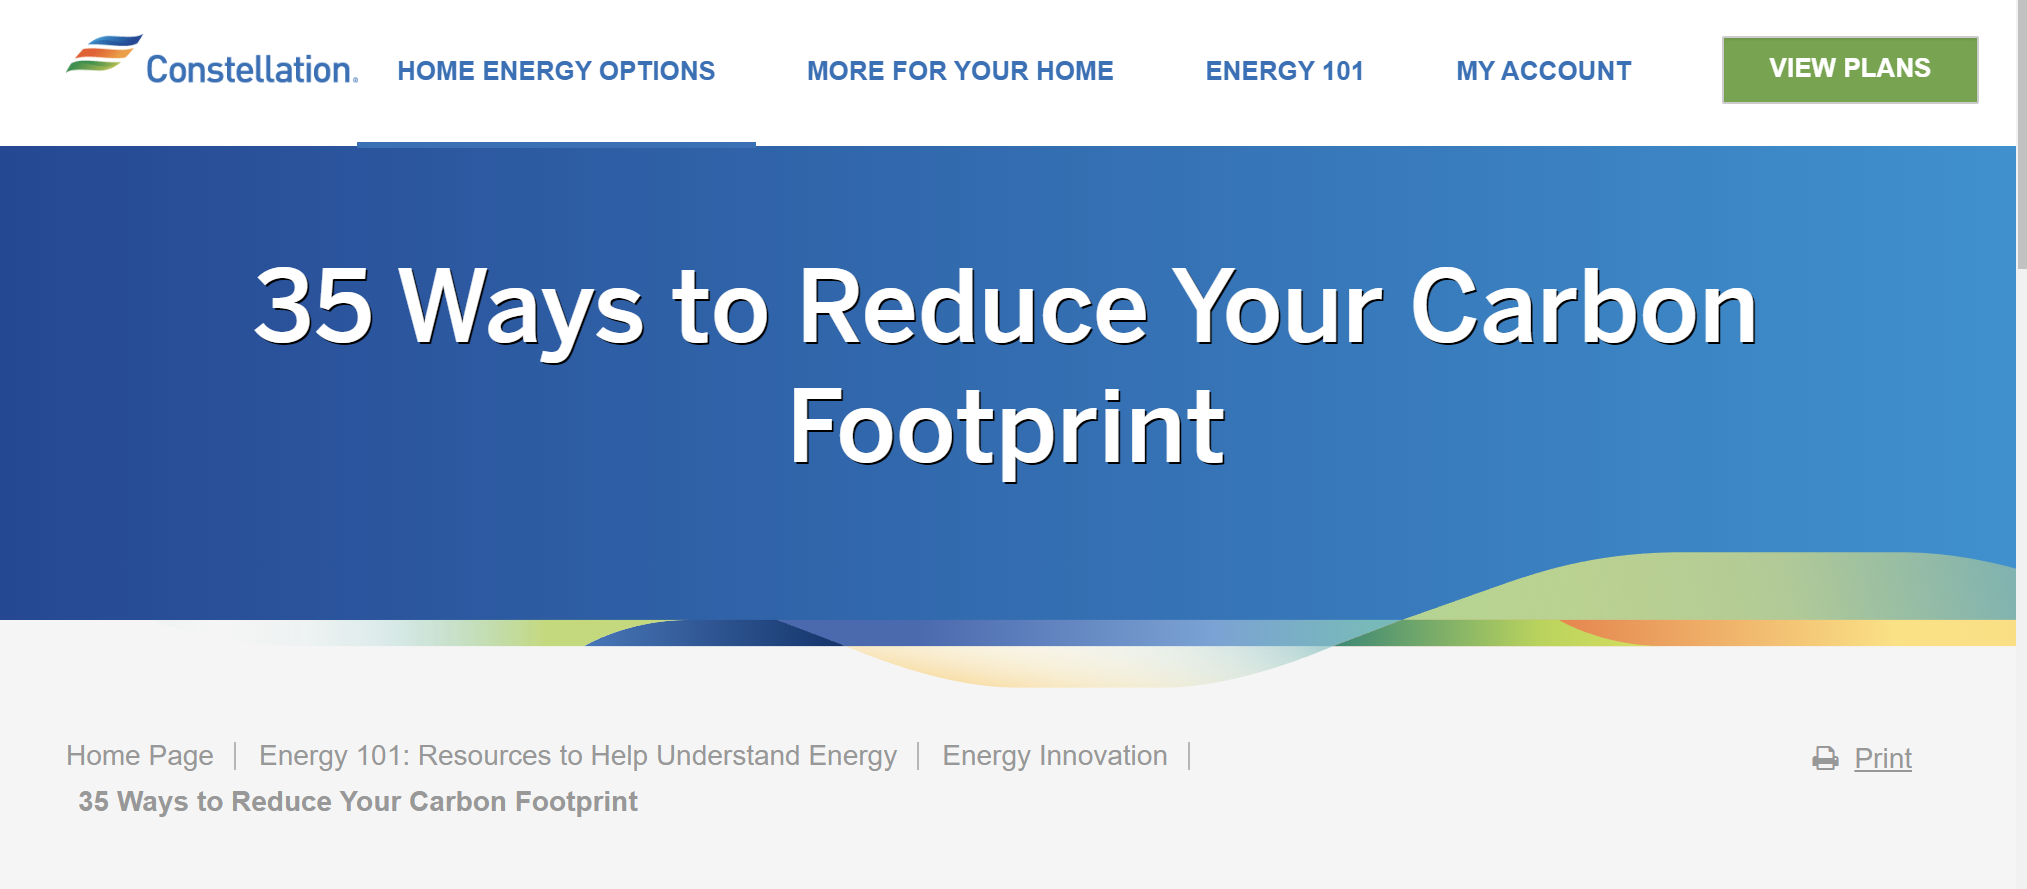 Constellation.
HOME ENERGY OPTIONS
MORE FOR YOUR HOME
ENERGY 101
MY ACCOUNT
VIEW PLANS
35 Ways to Reduce Your Carbon
Footprint
Home Page
Energy 101: Resources to Help Understand Energy
Energy Innovation
Print
35 Ways to Reduce Your Carbon Footprint